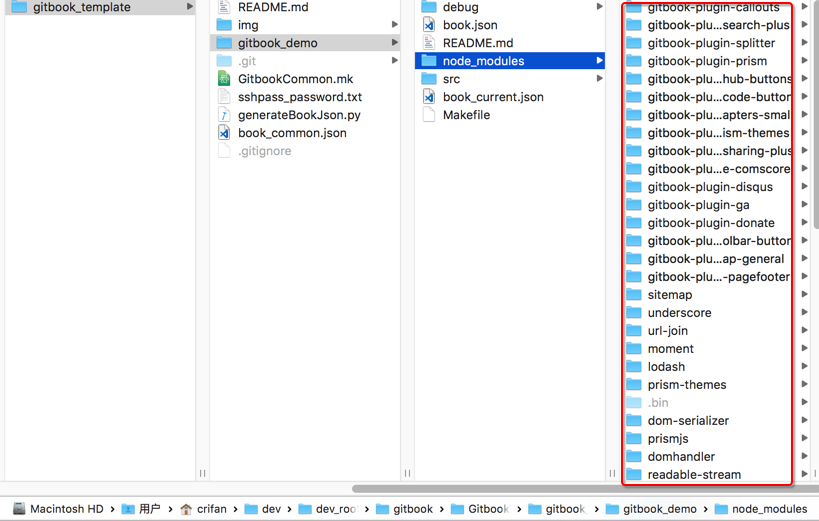 gitbook_template
README.md
img
gitbook_demo
.git
GitbookCommon.mk
sshpass_password.txt
generateBookJson.py
book_common.json
.gitignore
debug
book.json
README.md
node_modules
src
book_current.json
Makefile
gitbook-plugin-callouts
gitbook-plu...search-plus
gitbook-plugin-splitter
gitbook-plugin-prism
gitbook-plu...hub-buttons
gitbook-plu...code-button
gitbook-plu...apters-smal
gitbook-plu...ism-themes
gitbook-plu...sharing-plus
gitbook-plu...e-comscore
gitbook-plugin-disqus
gitbook-plugin-ga
gitbook-plugin-donate
gitbook-plu...olbar-button
gitbook-plu...ap-general
gitbook-plu...-pagefooter
sitemap
underscore
url-join
moment
lodash
prism-themes
.bin
dom-serializer
prismjs
domhandler
readable-stream
Macintosh HD › 用户 › crifan › dev › dev_roo › gitbook › Gitbook › gitbook › gitbook_demo › node_modules